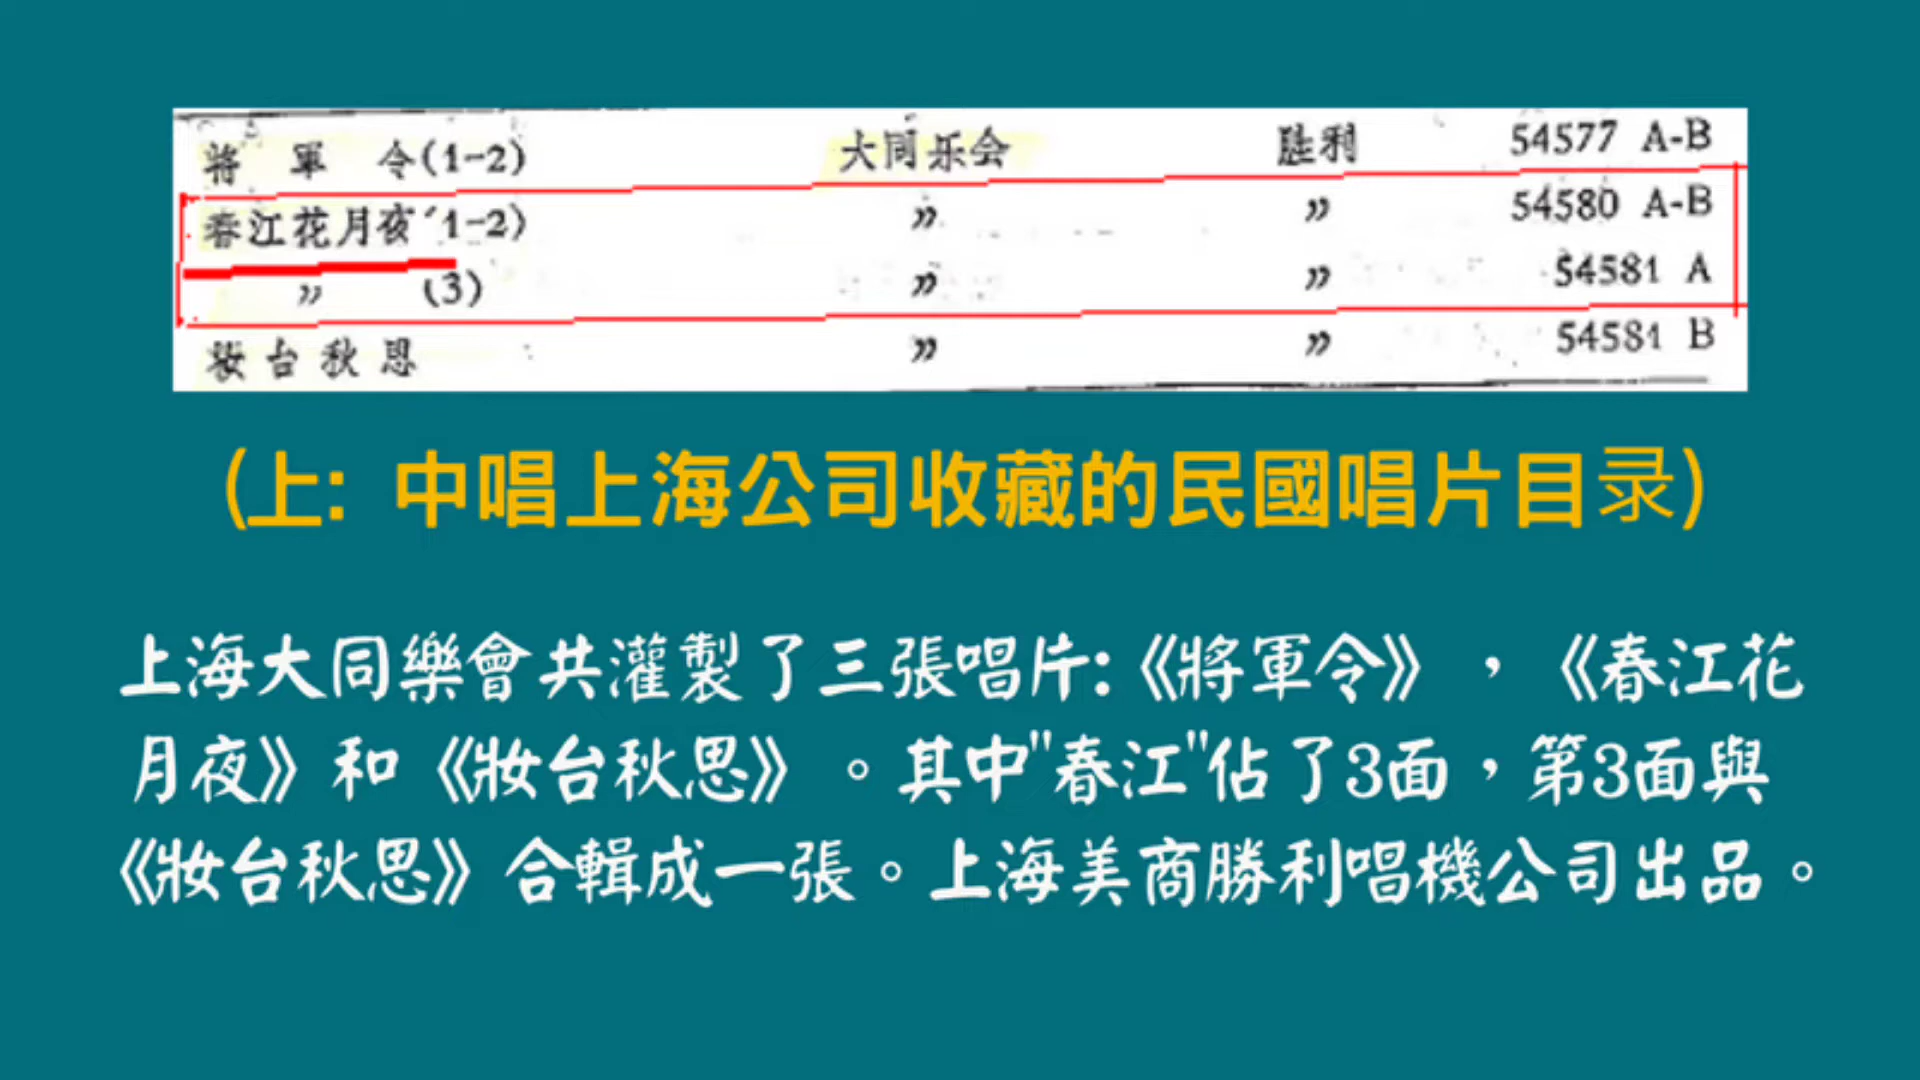 将 軍 令(1-2) 大同乐会 胜利 54577 A-B
春江花月夜(1-2) 〃 〃 54580 A-B
〃 (3) 〃 〃 54581 A
妝台秋思 〃 〃 54581 B
(上: 中唱上海公司收藏的民國唱片目录)
上海大同樂會共灌製了三張唱片:《將軍令》，《春江花
月夜》和《妝台秋思》。其中"春江"佔了3面，第3面與
《妝台秋思》合輯成一張。上海美商勝利唱機公司出品。